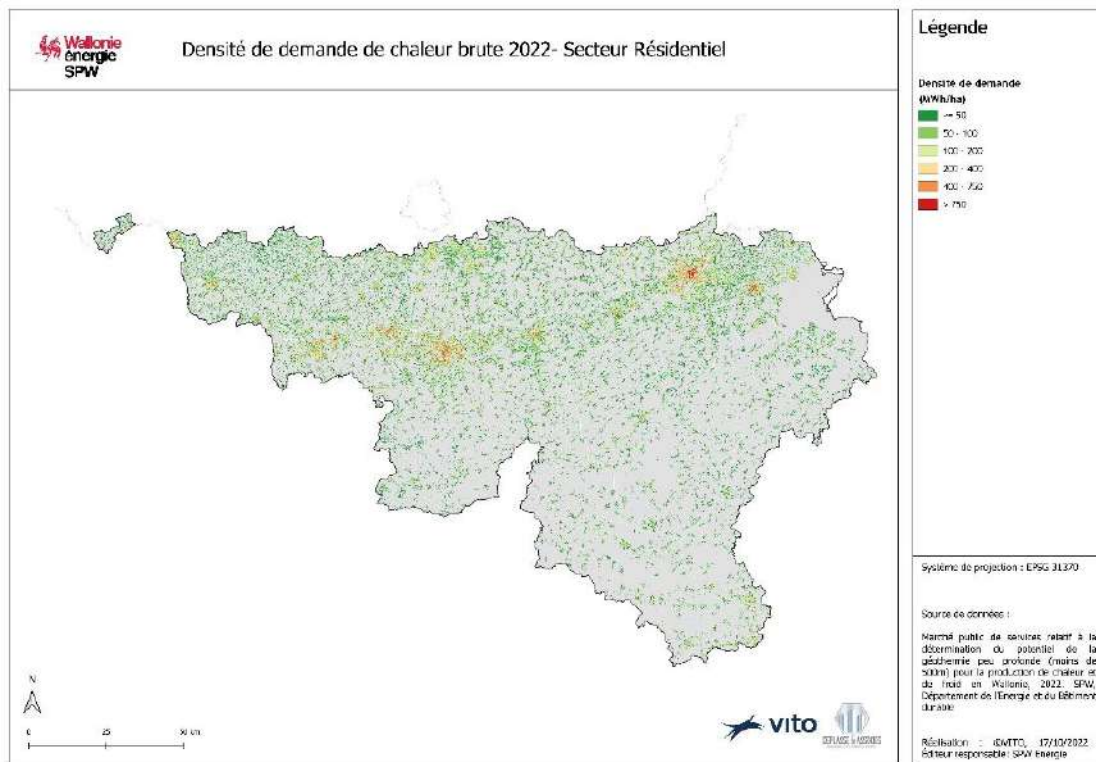 Wallonie
énergie
SPW
Densité de demande de chaleur brute 2022- Secteur Résidentiel
Légende
Densité de demande
(MWh/ha)
<= 50
50 - 100
100 - 200
200 - 400
400 - 750
> 750
N
0 25 50 km
vito
DEPLASSE & ASSOCIES
Système de projection : EPSG 31370
Source de données :
Marché public de services relatif à la
détermination du potentiel de la
géothermie peu profonde (moins de
500m) pour la production de chaleur et
de froid en Wallonie, 2022. SPW,
Département de l'Energie et du Bâtiment
durable
Réalisation : ©VITO, 17/10/2022
Éditeur responsable: SPW Energie